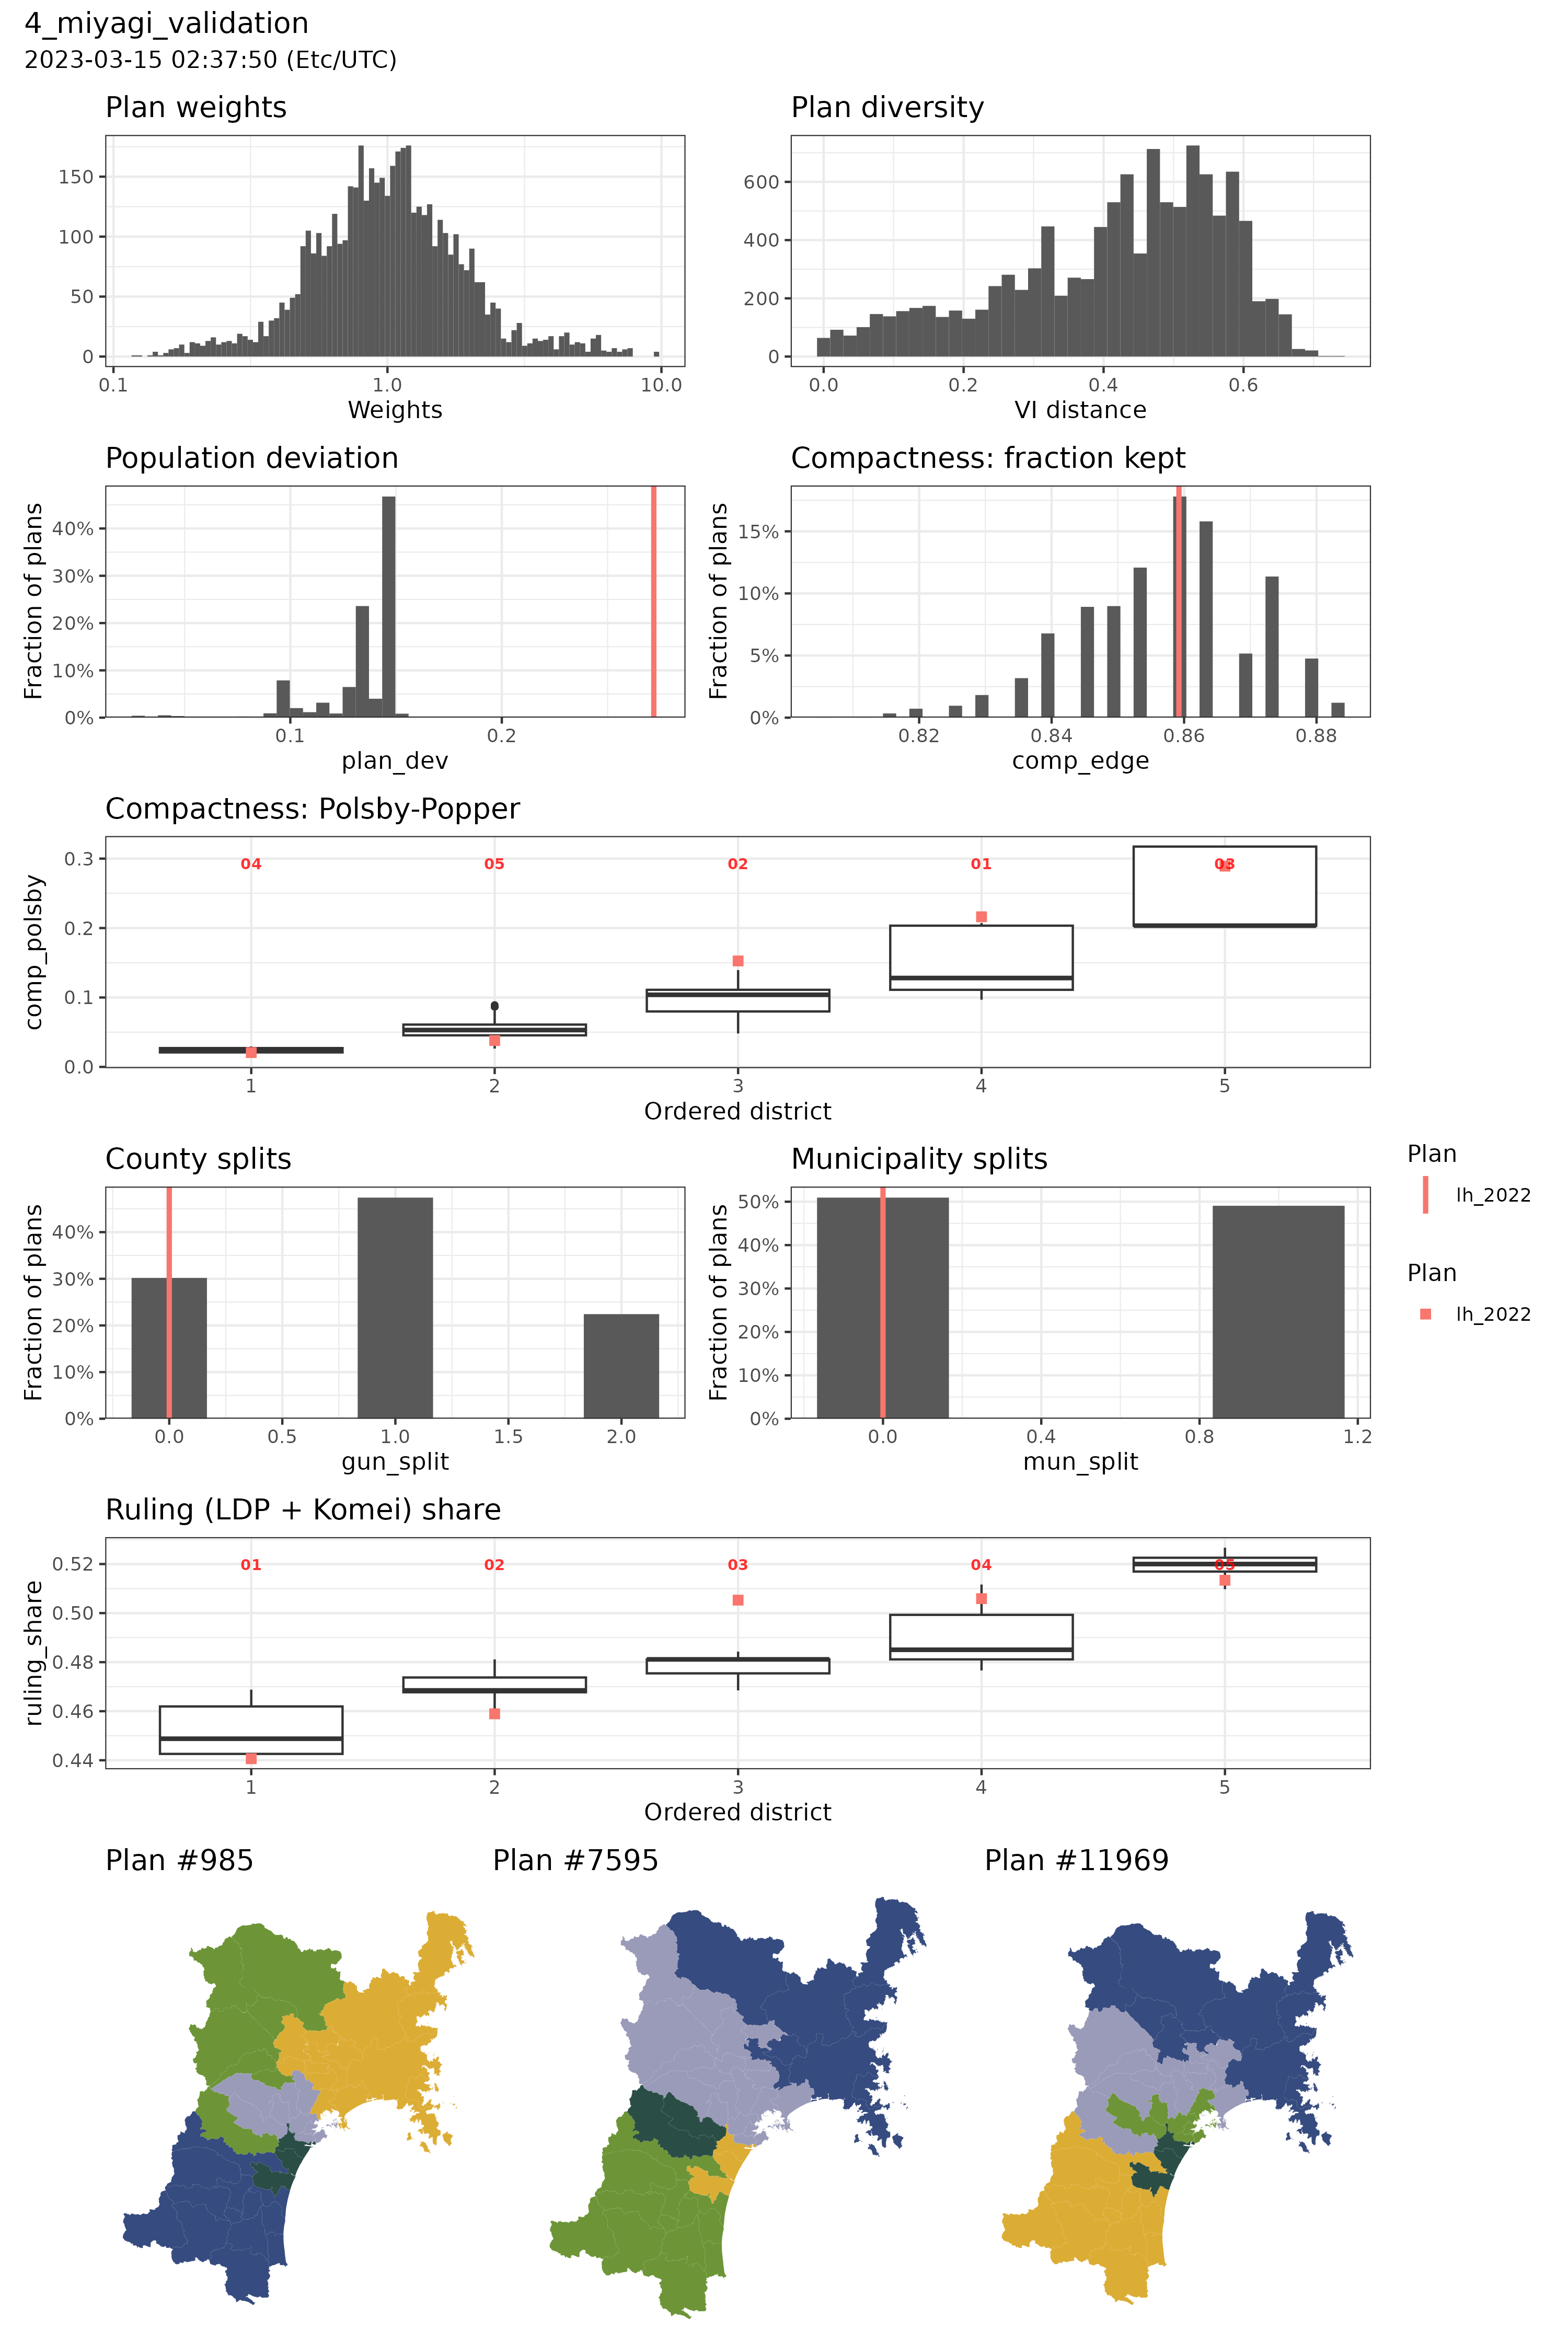 4_miyagi_validation
2023-03-15 02:37:50 (Etc/UTC)
Plan weights
150
100
50
0
0.1 1.0 10.0
Weights
Plan diversity
600
400
200
0
0.0 0.2 0.4 0.6
VI distance
Population deviation
Fraction of plans
40%
30%
20%
10%
0%
0.1 0.2
plan_dev
Compactness: fraction kept
Fraction of plans
15%
10%
5%
0%
0.82 0.84 0.86 0.88
comp_edge
Compactness: Polsby-Popper
comp_polsby
0.3
0.2
0.1
0.0
04 05 02 01 03
1 2 3 4 5
Ordered district
County splits
Fraction of plans
40%
30%
20%
10%
0%
0.0 0.5 1.0 1.5 2.0
gun_split
Municipality splits
Fraction of plans
50%
40%
30%
20%
10%
0%
0.0 0.4 0.8 1.2
mun_split
Plan
lh_2022
Plan
lh_2022
Ruling (LDP + Komei) share
ruling_share
0.52
0.50
0.48
0.46
0.44
01 02 03 04 05
1 2 3 4 5
Ordered district
Plan #985
Plan #7595
Plan #11969